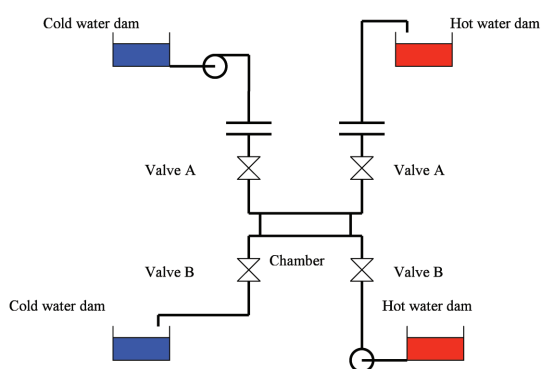 Cold water dam
Hot water dam
Valve A
Valve A
Chamber
Valve B
Valve B
Cold water dam
Hot water dam